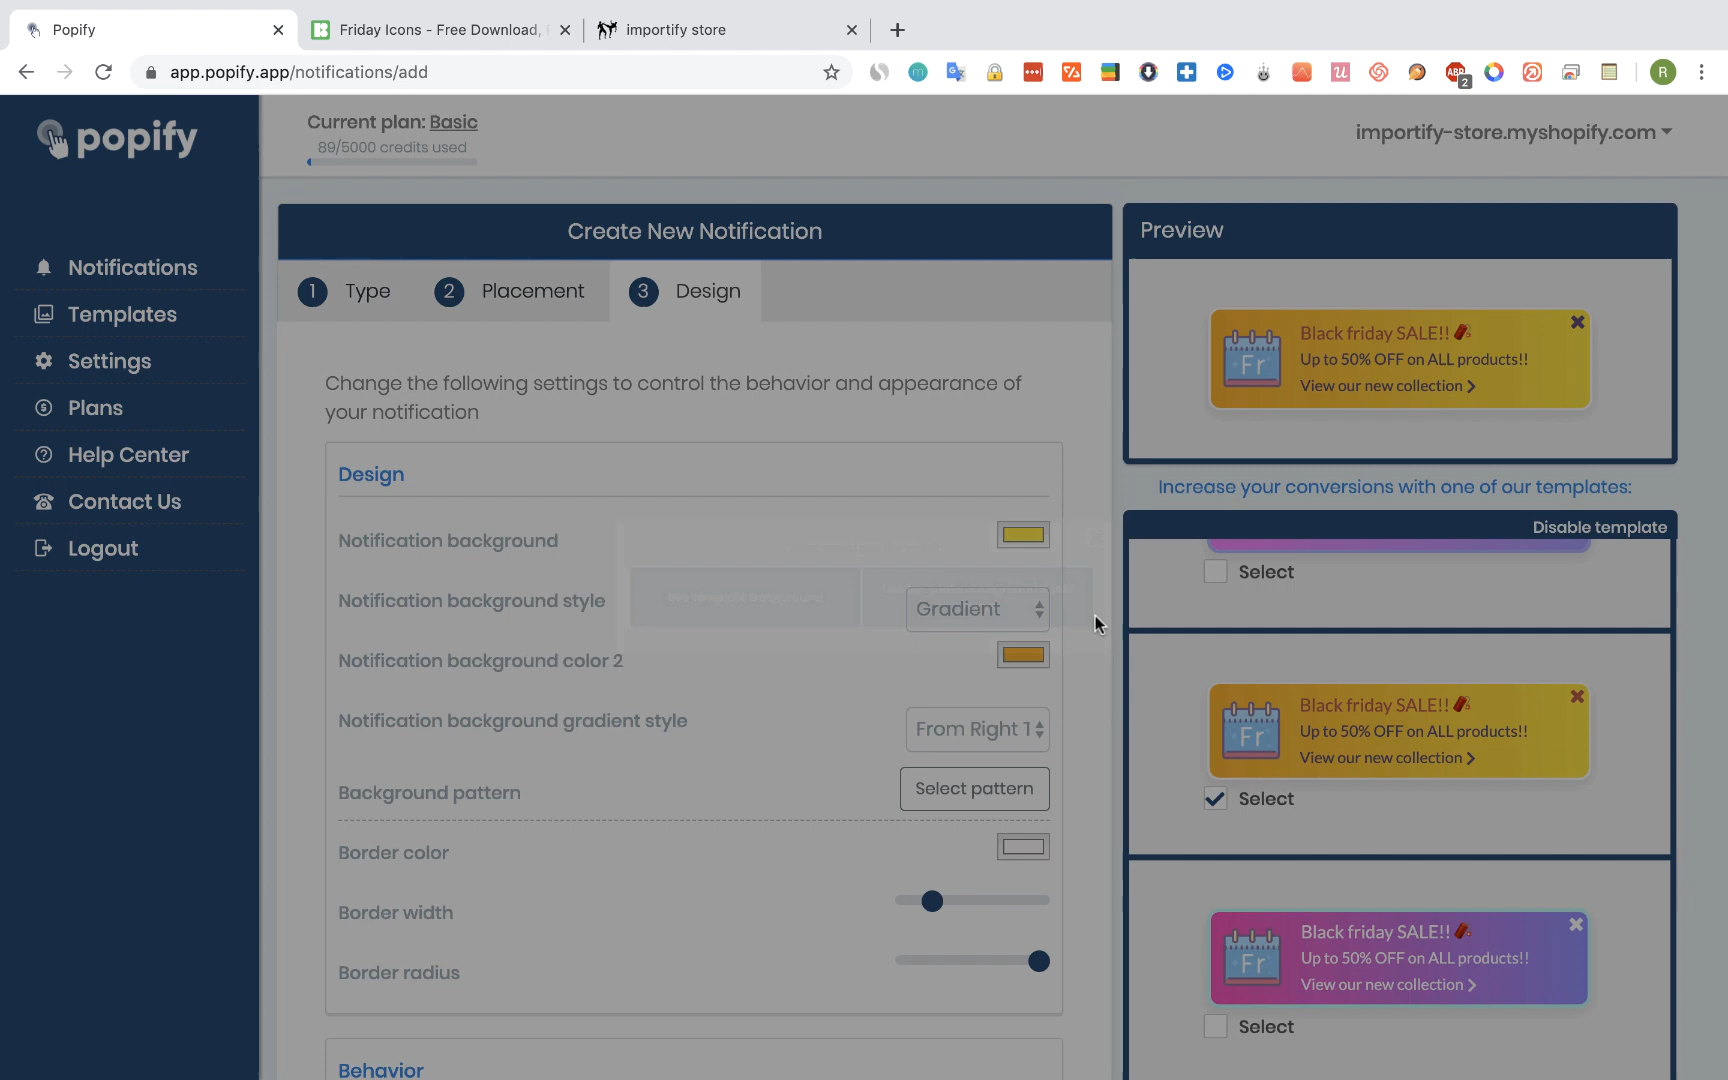 Popify
Friday Icons - Free Download,
importify store
app.popify.app/notifications/add
ABP
2
R
popify
Current plan: Basic
89/5000 credits used
importify-store.myshopify.com
Notifications
Templates
Settings
Plans
Help Center
Contact Us
Logout
Create New Notification
1 Type
2 Placement
3 Design
Change the following settings to control the behavior and appearance of
your notification
Design
Notification background
Notification background style
Gradient
Notification background color 2
Notification background gradient style
From Right 1
Background pattern
Select pattern
Border color
Border width
Border radius
Behavior
Preview
Fr
Black friday SALE!!
Up to 50% OFF on ALL products!!
View our new collection
Increase your conversions with one of our templates:
Disable template
Select
Fr
Black friday SALE!!
Up to 50% OFF on ALL products!!
View our new collection
Select
Fr
Black friday SALE!!
Up to 50% OFF on ALL products!!
View our new collection
Select